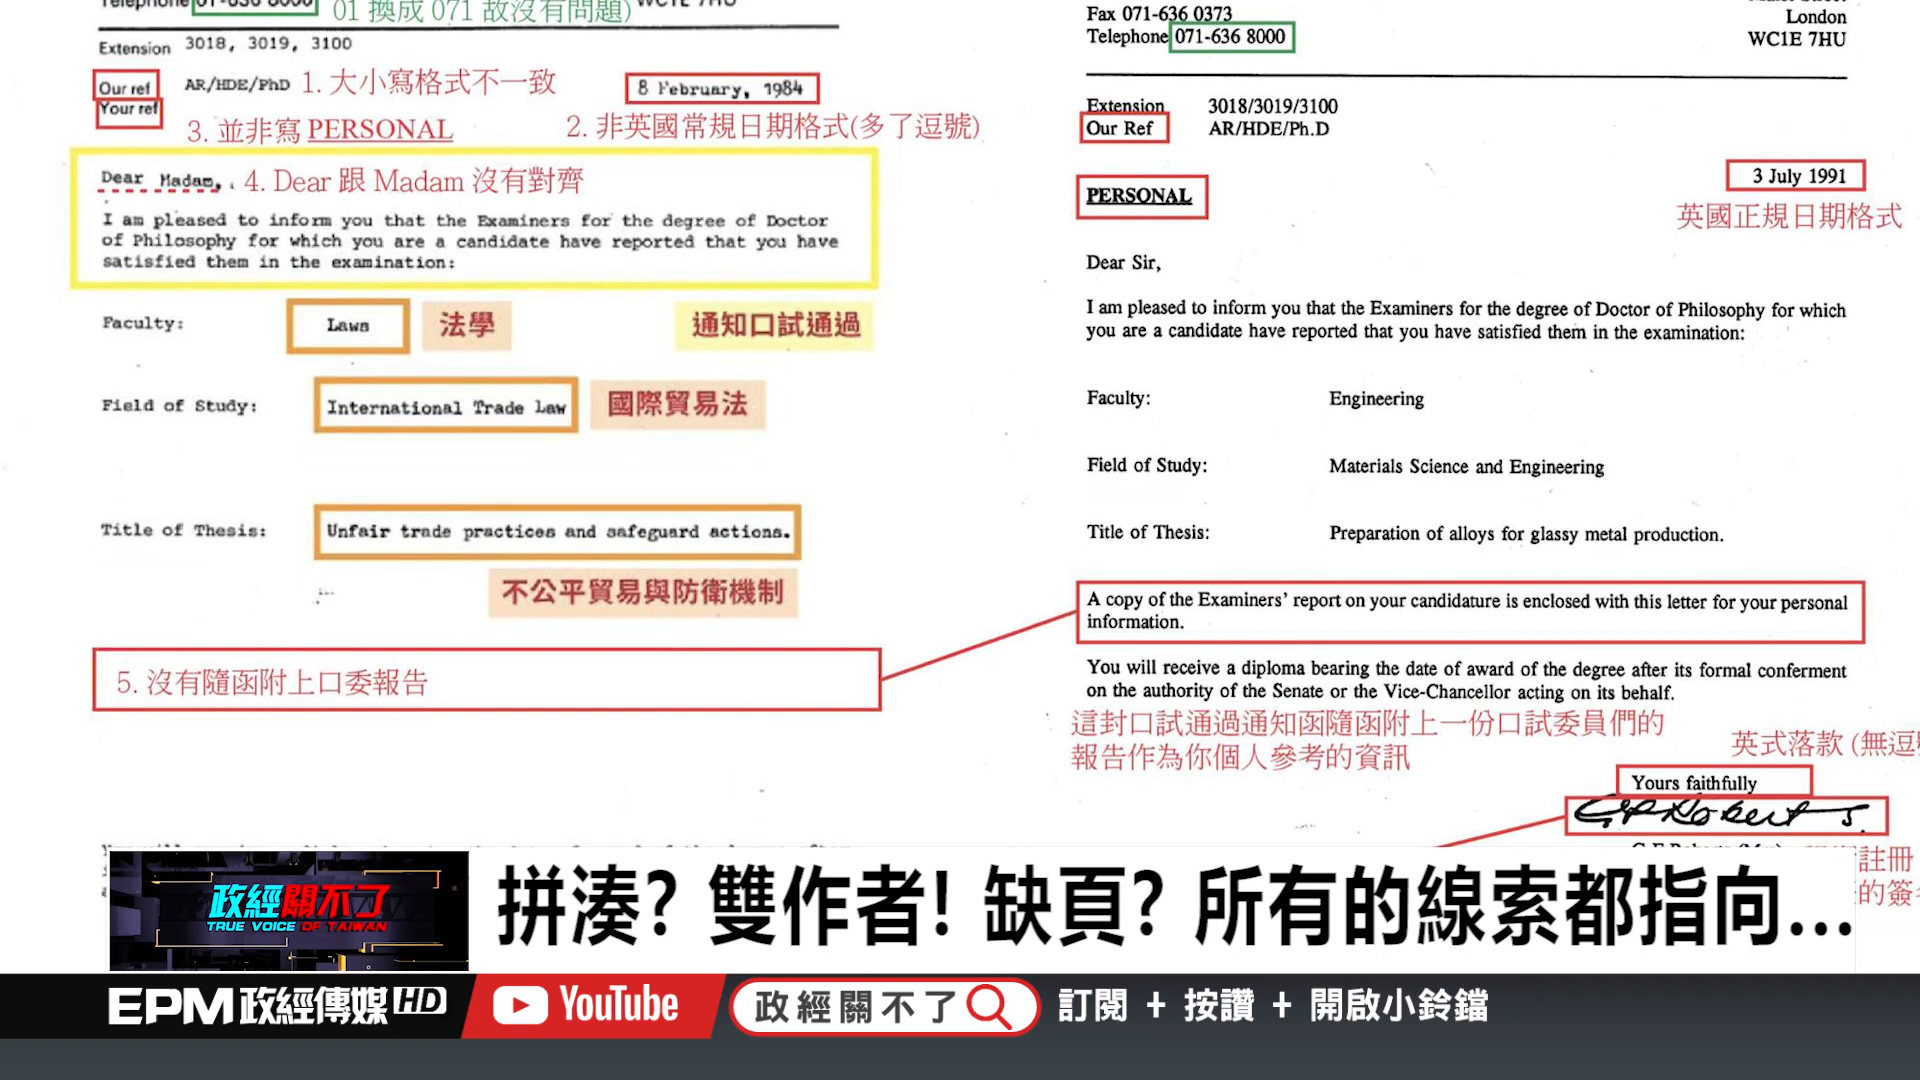 Telephone 01-636 8000 01 換成 071 故沒有問題) WC1E 7HU
Extension 3018, 3019, 3100
Our ref AR/HDE/PhD 1. 大小寫格式不一致 8 February, 1984
Your ref
3. 並非寫 PERSONAL 2. 非英國常規日期格式(多了逗號)
Dear Madam, 4. Dear 跟 Madam 沒有對齊
I am pleased to inform you that the Examiners for the degree of Doctor
of Philosophy for which you are a candidate have reported that you have
satisfied them in the examination:
Faculty: Laws 法學 通知口試通過
Field of Study: International Trade Law 國際貿易法
Title of Thesis: Unfair trade practices and safeguard actions.
不公平貿易與防衛機制
5. 沒有隨函附上口委報告
Fax 071-636 0373
London
Telephone 071-636 8000 WC1E 7HU
Extension 3018/3019/3100
Our Ref AR/HDE/Ph.D
3 July 1991
PERSONAL
英國正規日期格式
Dear Sir,
I am pleased to inform you that the Examiners for the degree of Doctor of Philosophy for which
you are a candidate have reported that you have satisfied them in the examination:
Faculty: Engineering
Field of Study: Materials Science and Engineering
Title of Thesis: Preparation of alloys for glassy metal production.
A copy of the Examiners' report on your candidature is enclosed with this letter for your personal
information.
You will receive a diploma bearing the date of award of the degree after its formal conferment
on the authority of the Senate or the Vice-Chancellor acting on its behalf.
這封口試通過通知函隨函附上一份口試委員們的
報告作為你個人參考的資訊
英式落款 (無逗
Yours faithfully
註冊
的簽
政經關不了
TRUE VOICE OF TAIWAN
拼湊? 雙作者! 缺頁? 所有的線索都指向...
EPM 政經傳媒 HD YouTube 政經關不了 訂閱 + 按讚 + 開啟小鈴鐺